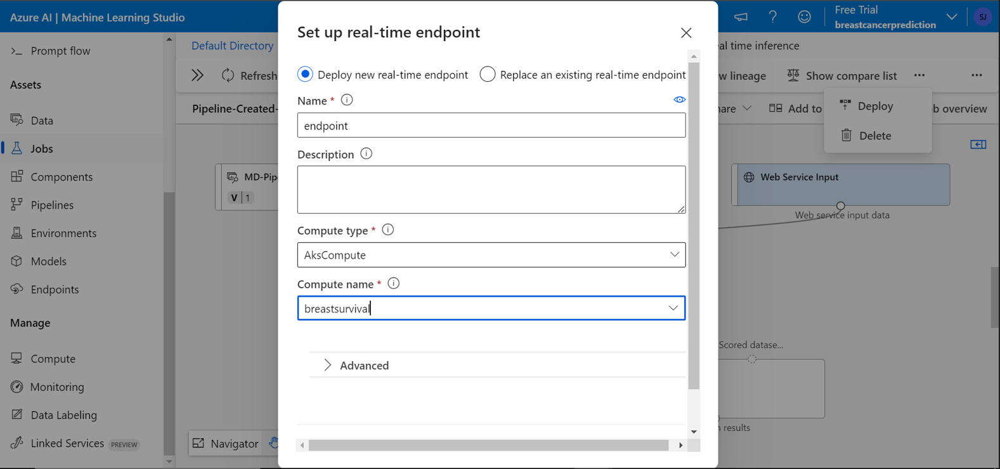 Azure AI | Machine Learning Studio
Free Trial
breastcancerprediction
SJ
Prompt flow
Assets
Data
Jobs
Components
Pipelines
Environments
Models
Endpoints
Manage
Compute
Monitoring
Data Labeling
Linked Services PREVIEW
Default Directory
al time inference
Refresh
w lineage
Show compare list
Pipeline-Created-
are
Add to
b overview
Deploy
Delete
MD-Pip
V | 1
Web Service Input
Web service input data
Scored datase...
n results
Navigator
Set up real-time endpoint
Deploy new real-time endpoint
Replace an existing real-time endpoint
Name *
endpoint
Description
Compute type *
AksCompute
Compute name *
breastsurvival
Advanced